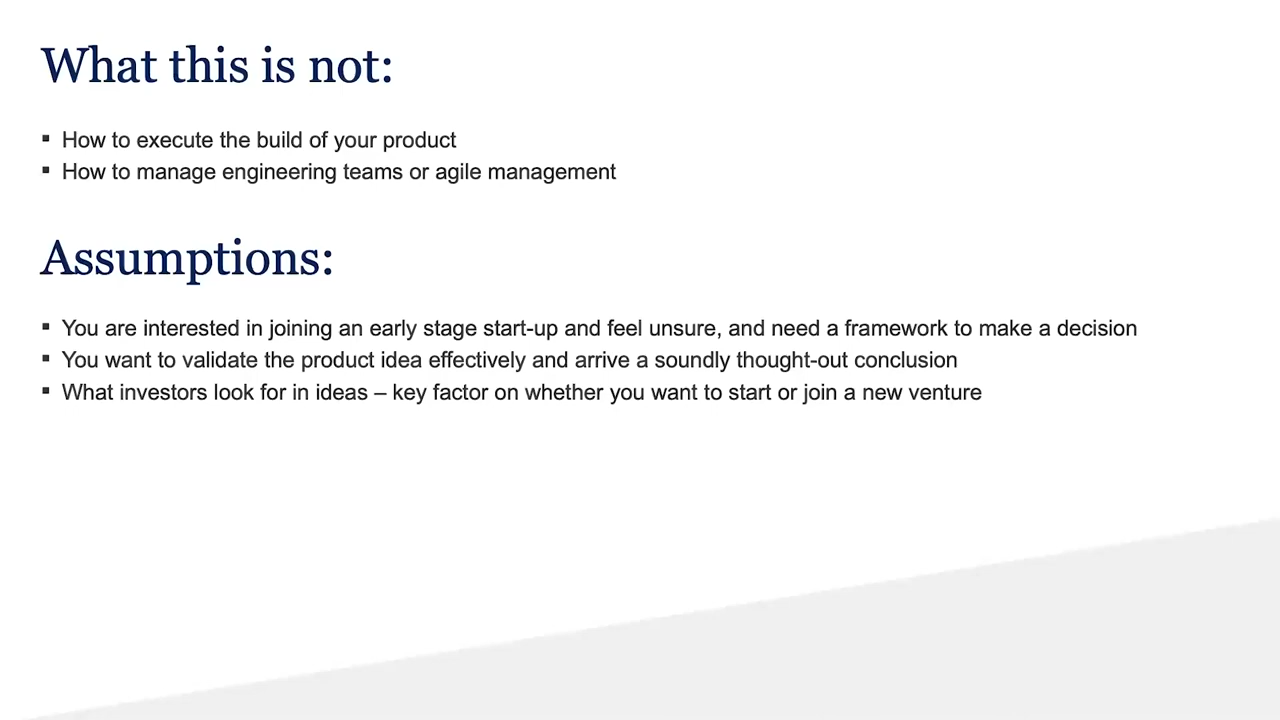 What this is not:
▪ How to execute the build of your product
▪ How to manage engineering teams or agile management
Assumptions:
▪ You are interested in joining an early stage start-up and feel unsure, and need a framework to make a decision
▪ You want to validate the product idea effectively and arrive a soundly thought-out conclusion
▪ What investors look for in ideas – key factor on whether you want to start or join a new venture